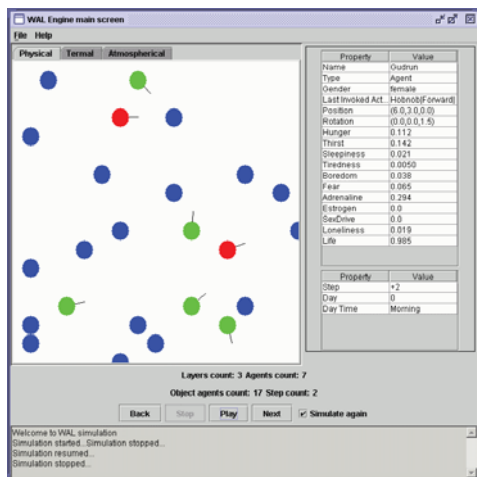 WAL Engine main screen
File Help
Physical Termal Atmospherical
Property Value
Name Gudrun
Type Agent
Gender female
Last Invoked Act... Hobnob|Forward|
Position (6.0,3.0,0.0)
Rotation (0.0,0.0,1.5)
Hunger 0.112
Thirst 0.142
Sleepiness 0.021
Tiredness 0.0050
Boredom 0.038
Fear 0.065
Adrenaline 0.294
Estrogen 0.0
SexDrive 0.0
Loneliness 0.019
Life 0.985
Property Value
Step +2
Day 0
Day Time Morning
Layers count: 3 Agents count: 7
Object agents count: 17 Step count: 2
Back Stop Play Next Simulate again
Welcome to WAL simulation
Simulation started...Simulation stopped...
Simulation resumed...
Simulation stopped...